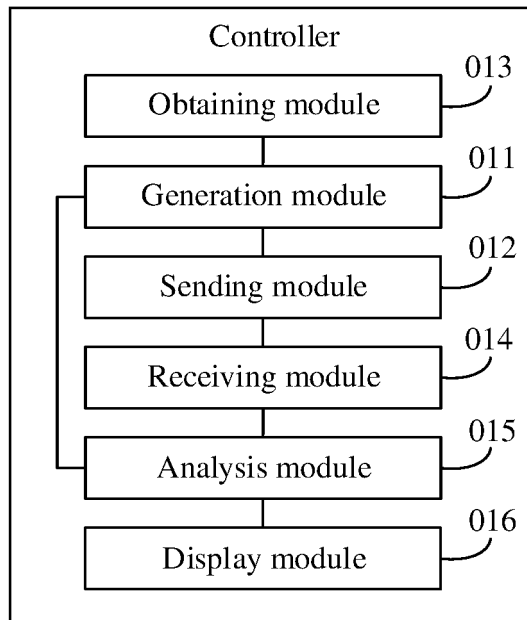 Controller
013
Obtaining module
011
Generation module
012
Sending module
014
Receiving module
015
Analysis module
016
Display module